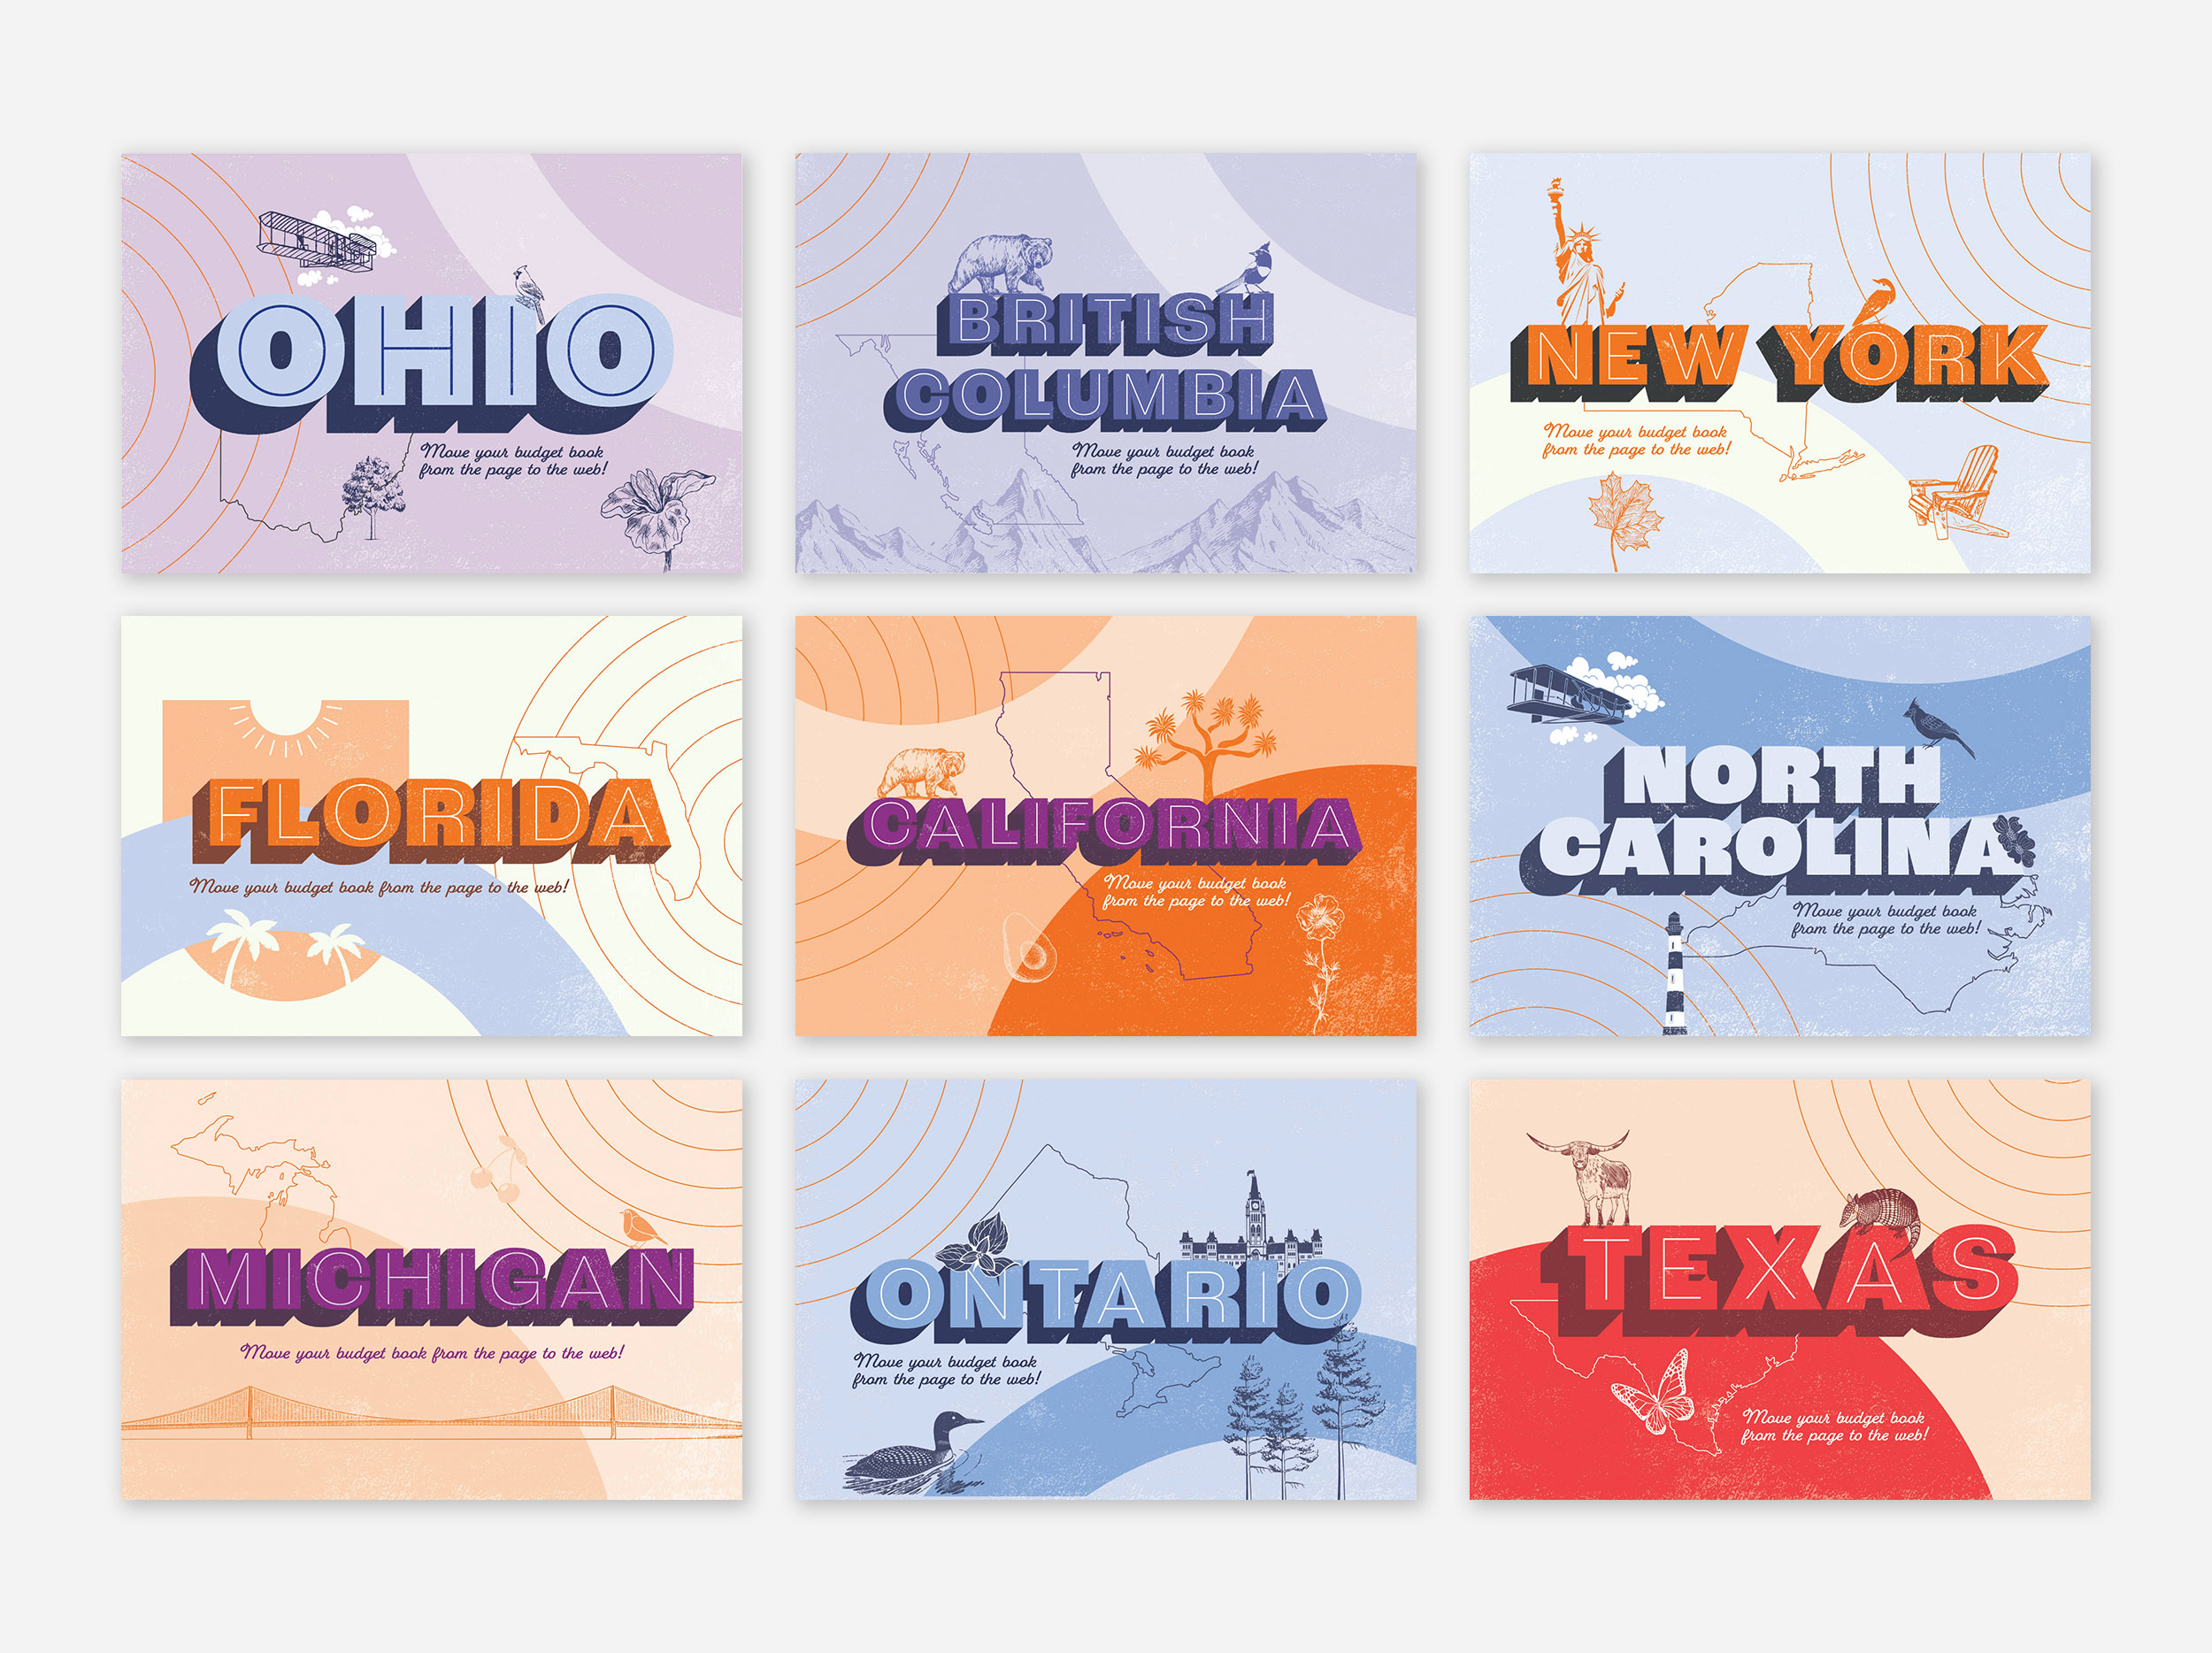 OHIO
Move your budget book
from the page to the web!
BRITISH
COLUMBIA
Move your budget book
from the page to the web!
NEW YORK
Move your budget book
from the page to the web!
FLORIDA
Move your budget book from the page to the web!
CALIFORNIA
Move your budget book
from the page to the web!
NORTH
CAROLINA
Move your budget book
from the page to the web!
MICHIGAN
Move your budget book from the page to the web!
ONTARIO
Move your budget book
from the page to the web!
TEXAS
Move your budget book
from the page to the web!